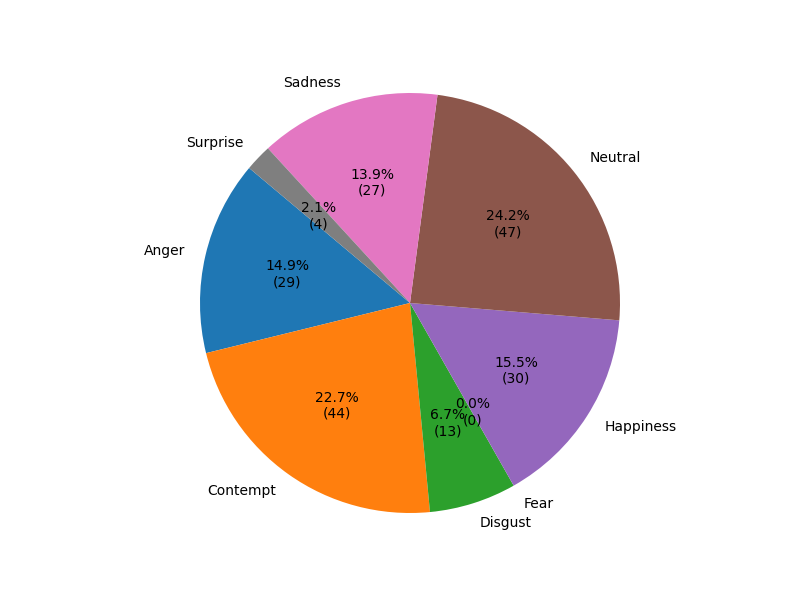 Sadness
Surprise
Neutral
13.9%
(27)
2.1%
(4)
24.2%
(47)
Anger
14.9%
(29)
15.5%
(30)
22.7%
(44)
6.7%
(13)
0.0%
(0)
Happiness
Contempt
Fear
Disgust